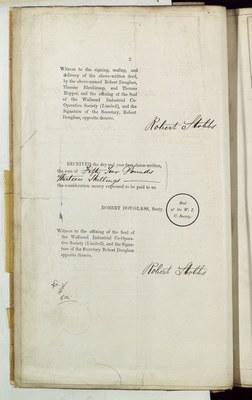 2
Witness to the signing, sealing, and
delivery of the above-written deed,
by the above-named Robert Douglass,
Thomas and Thomas
and the affixing of the Seal
of the Wallsend Industrial Co-
Operative Society (Limited), and the
Signature of the Secretary, Robert
Douglass, opposite thereto,
Robert Stobbs
RECEIVED the day and year first above-written,
the sum of Fifty Two Pounds
thirteen Shillings
the consideration money expressed to be paid to us
ROBERT DOUGLASS, Secty.
Seal
of the W. I.
C. Society.
Witness to the affixing of the Seal of
the Wallsend Industrial Co-Opera-
tive Society (Limited), and the Signa-
ture of the Secretary Robert Douglass
opposite thereto,
Robert Stobbs